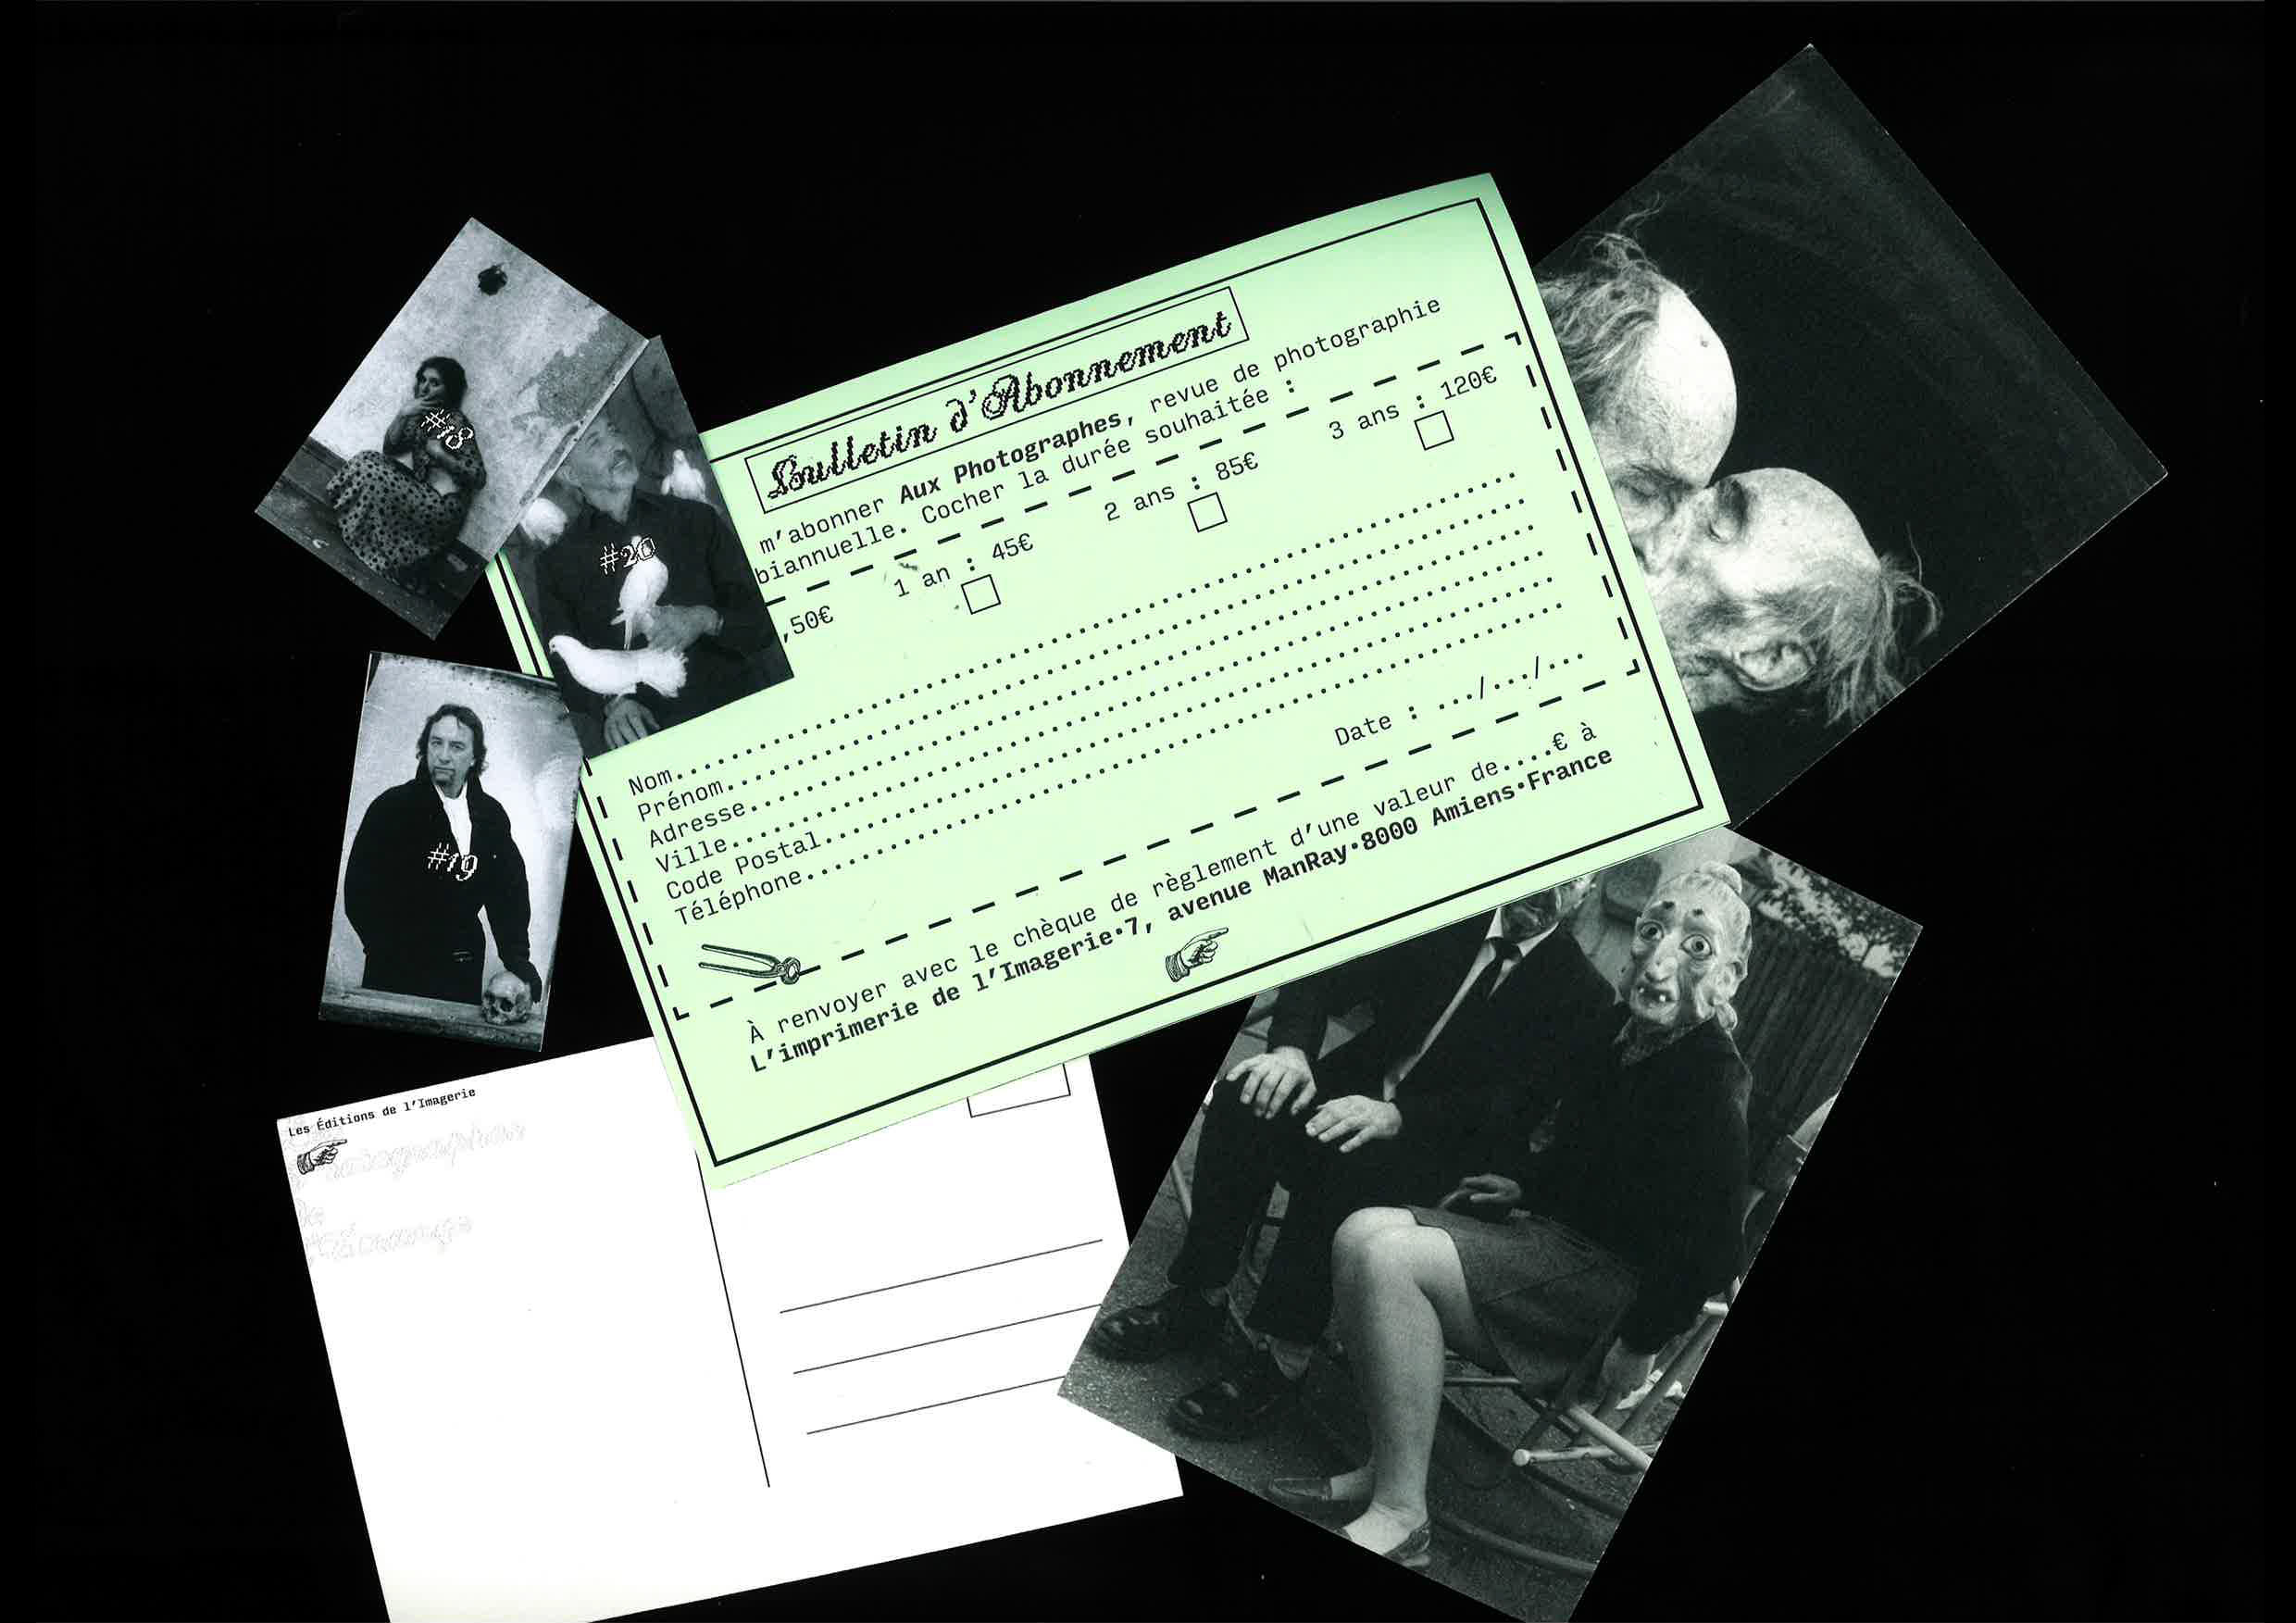 Bulletin d'Abonnement
m'abonner Aux Photographes, revue de photographie
biannuelle. Cocher la durée souhaitée :
,50€ 1 an : 45€ 2 ans : 85€ 3 ans : 120€
Nom
Prénom
Adresse
Ville
Code Postal
Téléphone
Date : .../.../...
À renvoyer avec le chèque de règlement d'une valeur de....€ à
L'imprimerie de l'Imagerie•7, avenue ManRay•8000 Amiens•France
#18
#20
#19
Les Éditions de l'Imagerie